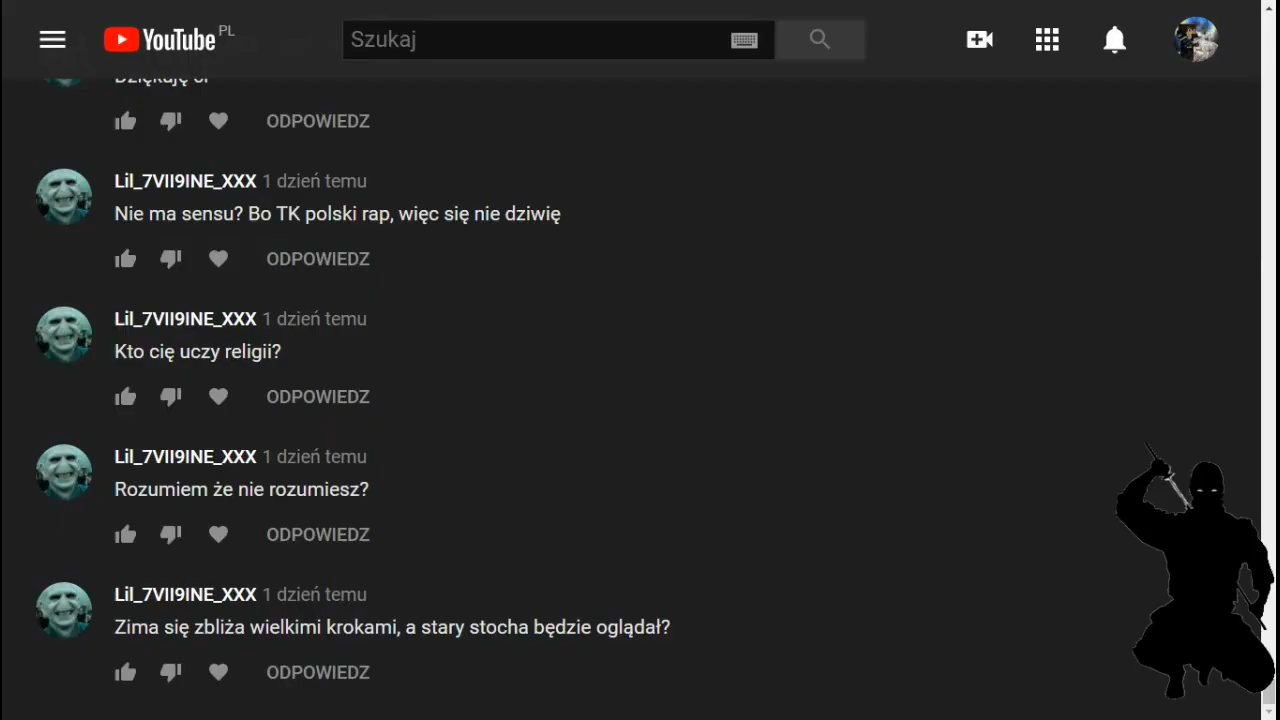 YouTube PL
Szukaj
Dziękuję ci
ODPOWIEDZ
Lil_7VII9INE_XXX 1 dzień temu
Nie ma sensu? Bo TK polski rap, więc się nie dziwię
ODPOWIEDZ
Lil_7VII9INE_XXX 1 dzień temu
Kto cię uczy religii?
ODPOWIEDZ
Lil_7VII9INE_XXX 1 dzień temu
Rozumiem że nie rozumiesz?
ODPOWIEDZ
Lil_7VII9INE_XXX 1 dzień temu
Zima się zbliża wielkimi krokami, a stary stocha będzie oglądał?
ODPOWIEDZ